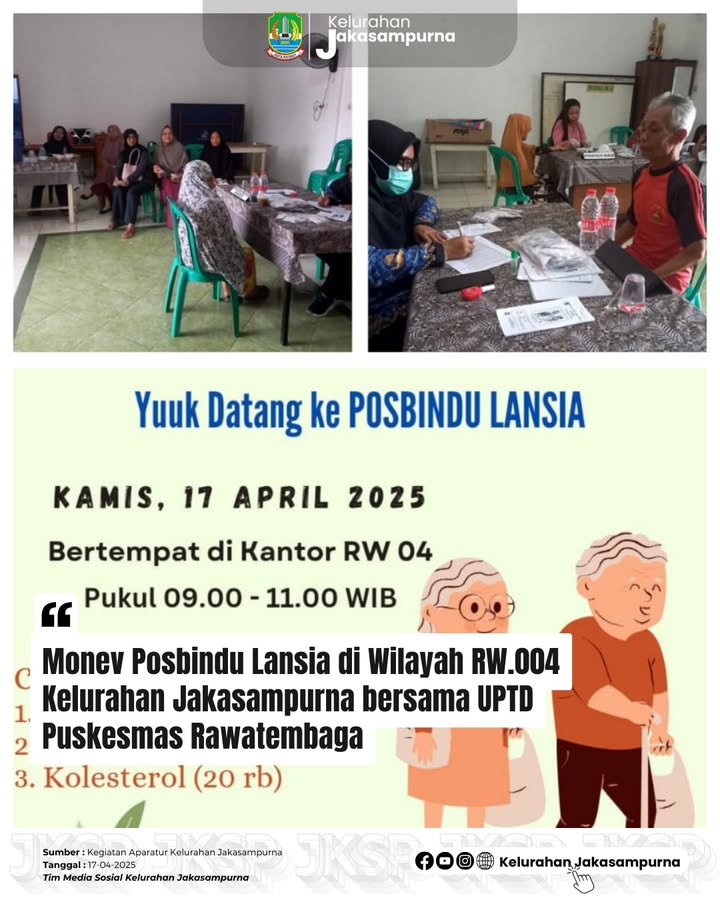 Kelurahan
Jakasampurna
Yuuk Datang ke POSBINDU LANSIA
KAMIS, 17 APRIL 2025
Bertempat di Kantor RW 04
Pukul 09.00 - 11.00 WIB
“
Monev Posbindu Lansia di Wilayah RW.004
Kelurahan Jakasampurna bersama UPTD
Puskesmas Rawatembaga
C
1.
2
3. Kolesterol (20 rb)
JKSP JKSP JKSP JKSP JKSP
Sumber : Kegiatan Aparatur Kelurahan Jakasampurna
Tanggal : 17-04-2025
Tim Media Sosial Kelurahan Jakasampurna
Kelurahan Jakasampurna